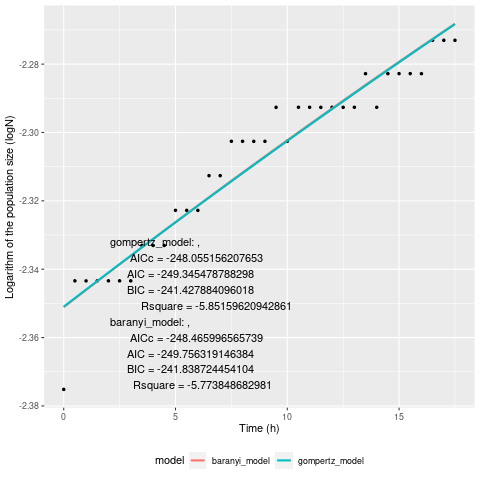 Logarithm of the population size (logN)
-2.28
-2.30
-2.32
-2.34
-2.36
-2.38
gompertz_model: ,
AICc = -248.055156207653
AIC = -249.345478788298
BIC = -241.427884096018
Rsquare = -5.85159620942861
baranyi_model: ,
AICc = -248.465996565739
AIC = -249.756319146384
BIC = -241.838724454104
Rsquare = -5.773848682981
0 5 10 15
Time (h)
model baranyi_model gompertz_model